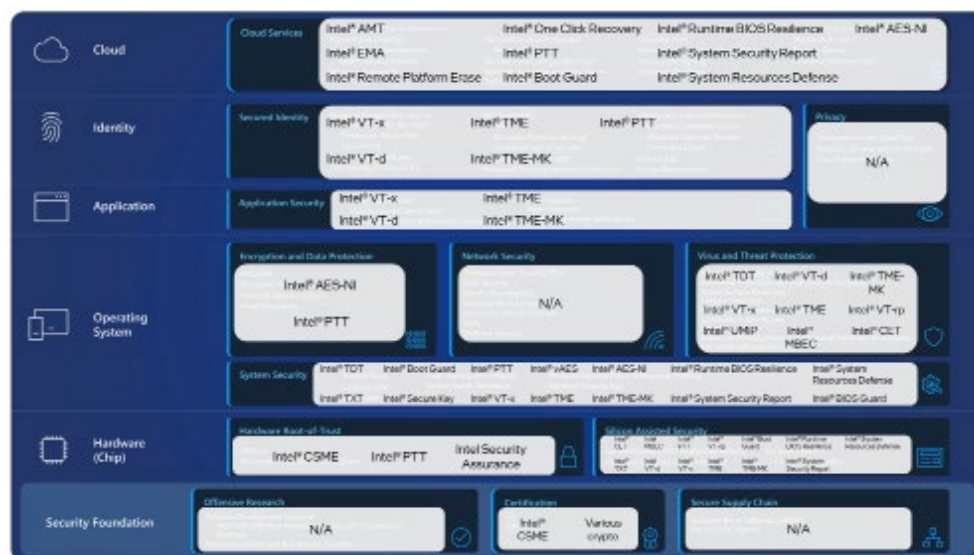 Cloud
Cloud Services
Intel® AMT Intel® One Click Recovery Intel® Runtime BIOS Resilience Intel® AES-NI
Intel® EMA Intel® PTT Intel® System Security Report
Intel® Remote Platform Erase Intel® Boot Guard Intel® System Resources Defense
Identity
Secured Identity
Intel® VT-x Intel® TME Intel® PTT
Intel® VT-d Intel® TME-MK
Privacy
N/A
Application
Application Security
Intel® VT-x Intel® TME
Intel® VT-d Intel® TME-MK
Operating
System
Encryption and Data Protection
Intel® AES-NI
Intel® PTT
Network Security
N/A
Virus and Threat Protection
Intel® TDT Intel® VT-d Intel® TME-
MK
Intel® VT-x Intel® TME Intel® VT-rp
Intel® UMIP Intel® Intel® CET
MBEC
System Security
Intel® TDT Intel® Boot Guard Intel® PTT Intel® vAES Intel® AES-NI Intel® Runtime BIOS Resilience Intel® System
Resources Defense
Intel® TXT Intel® Secure Key Intel® VT-x Intel® TME Intel® TME-MK Intel® System Security Report Intel® BIOS Guard
Hardware
(Chip)
Hardware Root-of-Trust
Intel® CSME Intel® PTT Intel Security
Assurance
Silicon Assisted Security
Security Foundation
Offensive Research
N/A
Certification
Intel® Various
CSME crypto
Secure Supply Chain
N/A